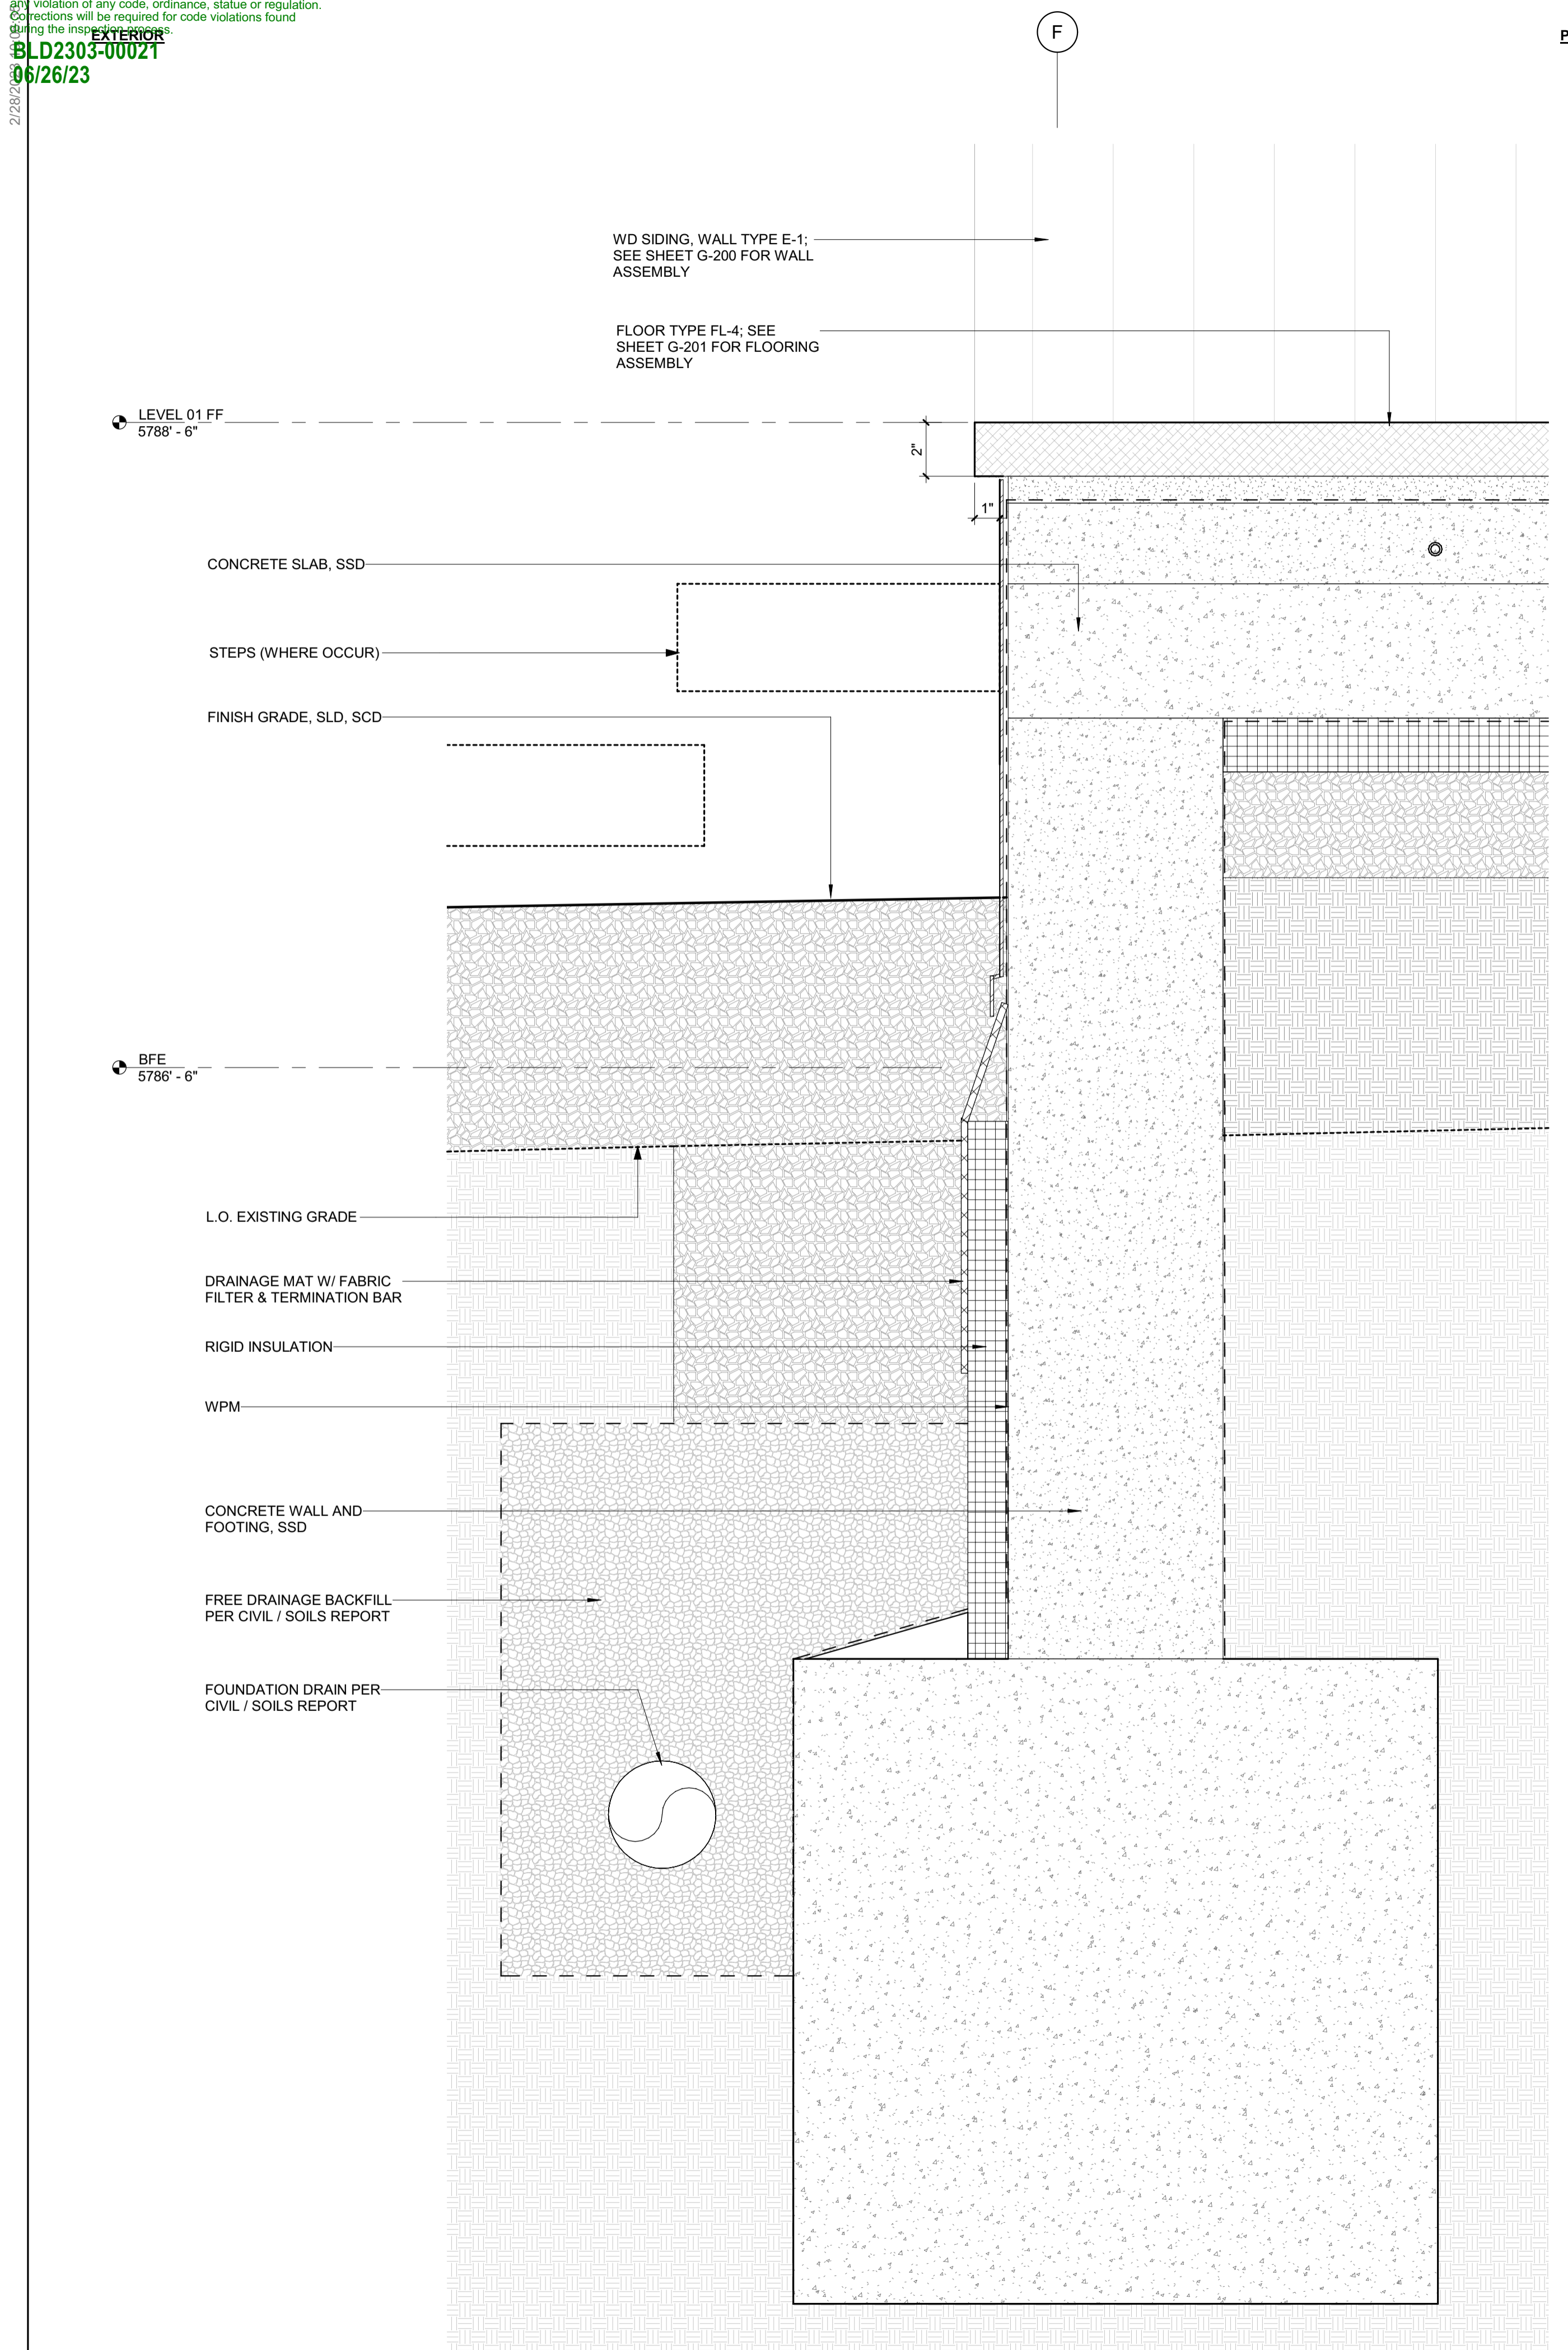 any violation of any code, ordinance, statue or regulation.
Corrections will be required for code violations found
during the inspection process.
EXTERIOR
BLD2303-00021
06/26/23
F
WD SIDING, WALL TYPE E-1;
SEE SHEET G-200 FOR WALL
ASSEMBLY
FLOOR TYPE FL-4; SEE
SHEET G-201 FOR FLOORING
ASSEMBLY
LEVEL 01 FF
5788' - 6"
2"
1"
CONCRETE SLAB, SSD
STEPS (WHERE OCCUR)
FINISH GRADE, SLD, SCD
BFE
5786' - 6"
L.O. EXISTING GRADE
DRAINAGE MAT W/ FABRIC
FILTER & TERMINATION BAR
RIGID INSULATION
WPM
CONCRETE WALL AND
FOOTING, SSD
FREE DRAINAGE BACKFILL
PER CIVIL / SOILS REPORT
FOUNDATION DRAIN PER
CIVIL / SOILS REPORT